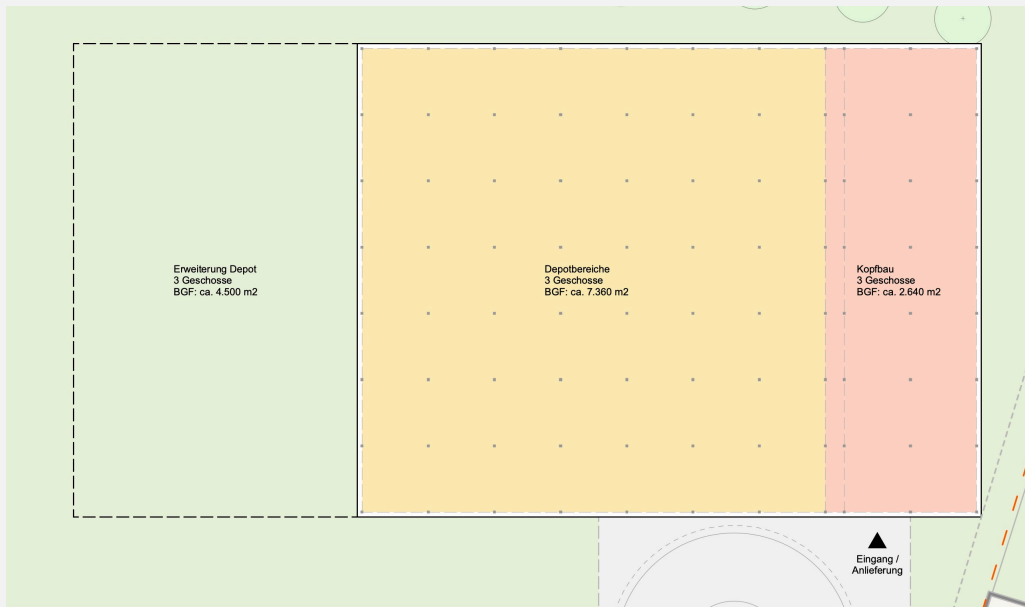 Erweiterung Depot
3 Geschosse
BGF: ca. 4.500 m2
Depotbereiche
3 Geschosse
BGF: ca. 7.360 m2
Kopfbau
3 Geschosse
BGF: ca. 2.640 m2
Eingang /
Anlieferung